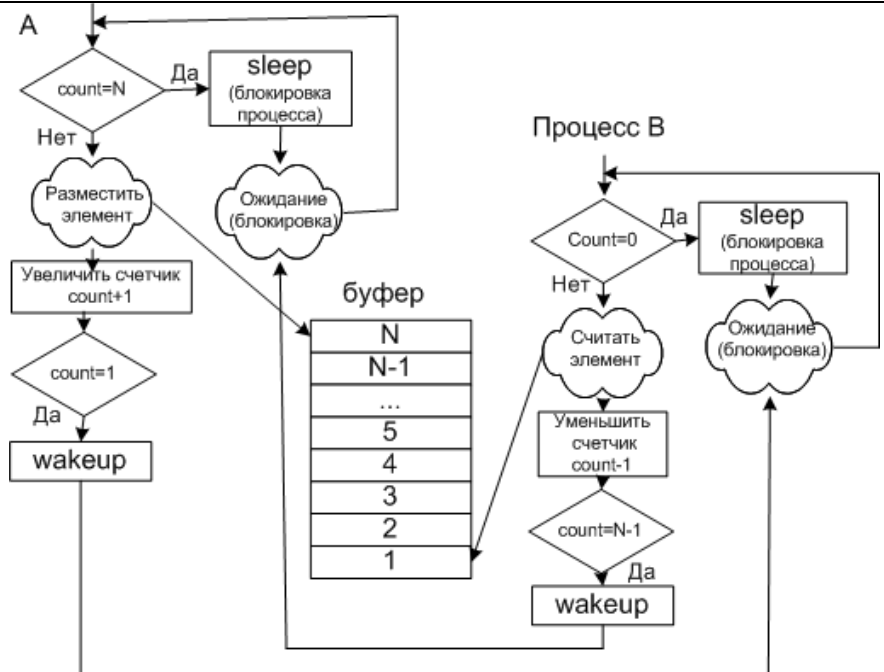 А
count=N
Да
sleep
(блокировка
процесса)
Нет
Разместить
элемент
Ожидание
(блокировка)
Увеличить счетчик
count+1
count=1
Да
wakeup
буфер
N
N-1
...
5
4
3
2
1
Процесс В
Count=0
Да
sleep
(блокировка
процесса)
Нет
Считать
элемент
Ожидание
(блокировка)
Уменьшить
счетчик
count-1
count=N-1
Да
wakeup